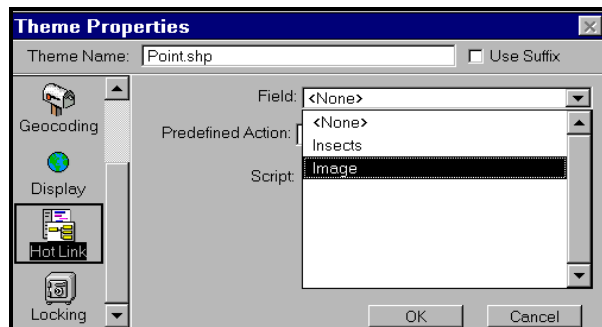 Theme Properties
Theme Name: Point.shp Use Suffix
Geocoding
Display
Hot Link
Locking
Field: <None>
<None>
Insects
Image
Predefined Action:
Script:
OK Cancel